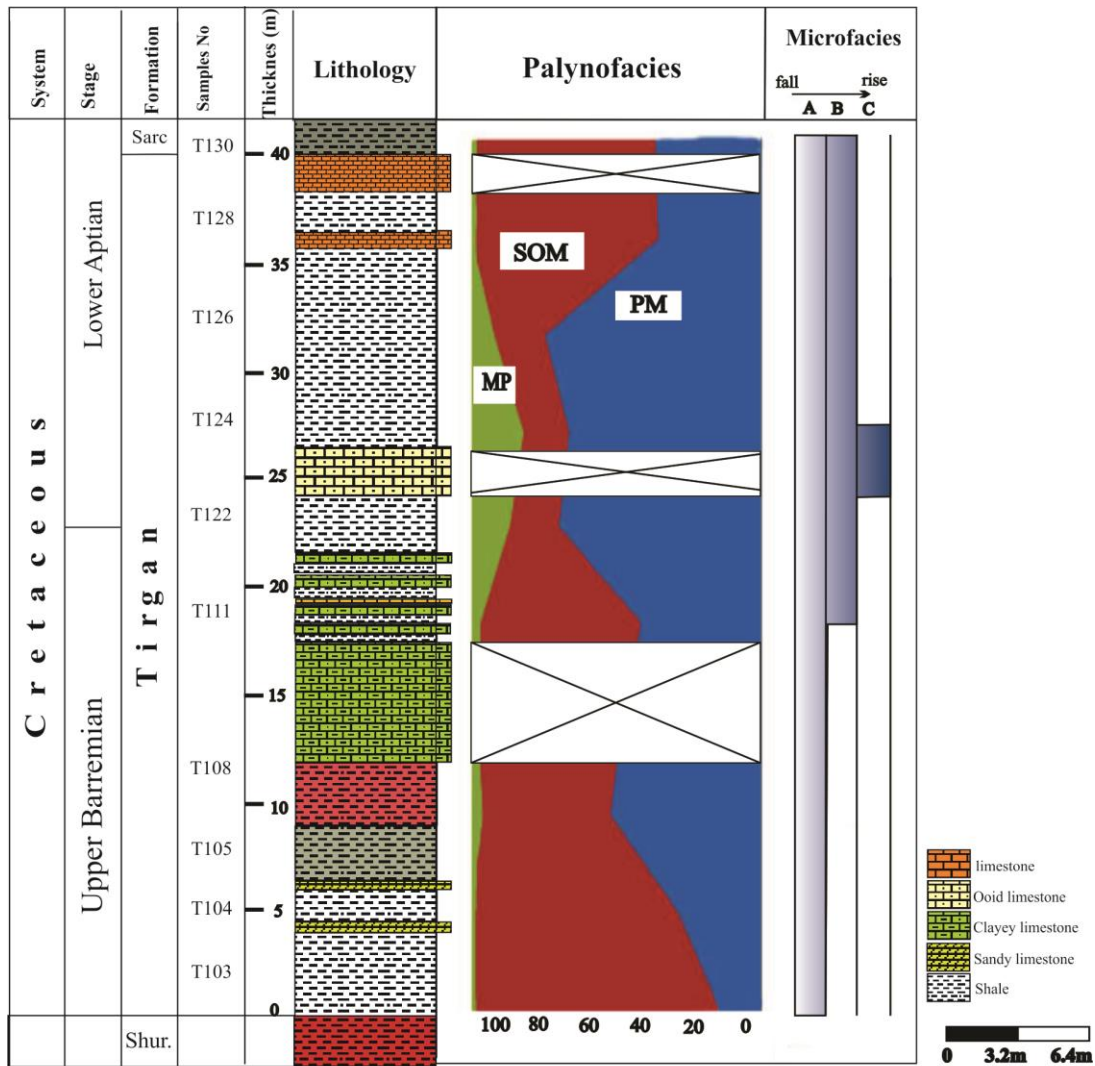 System
Stage
Formation
Samples No
Thicknes (m)
Lithology
Palynofacies
Microfacies
fall rise
A B C
Cretaceous
Lower Aptian
Upper Barremian
Sarc
Tirgan
Shur.
T130
T128
T126
T124
T122
T111
T108
T105
T104
T103
40
35
30
25
20
15
10
5
0
SOM
PM
MP
100 80 60 40 20 0
limestone
Ooid limestone
Clayey limestone
Sandy limestone
Shale
0 3.2m 6.4m